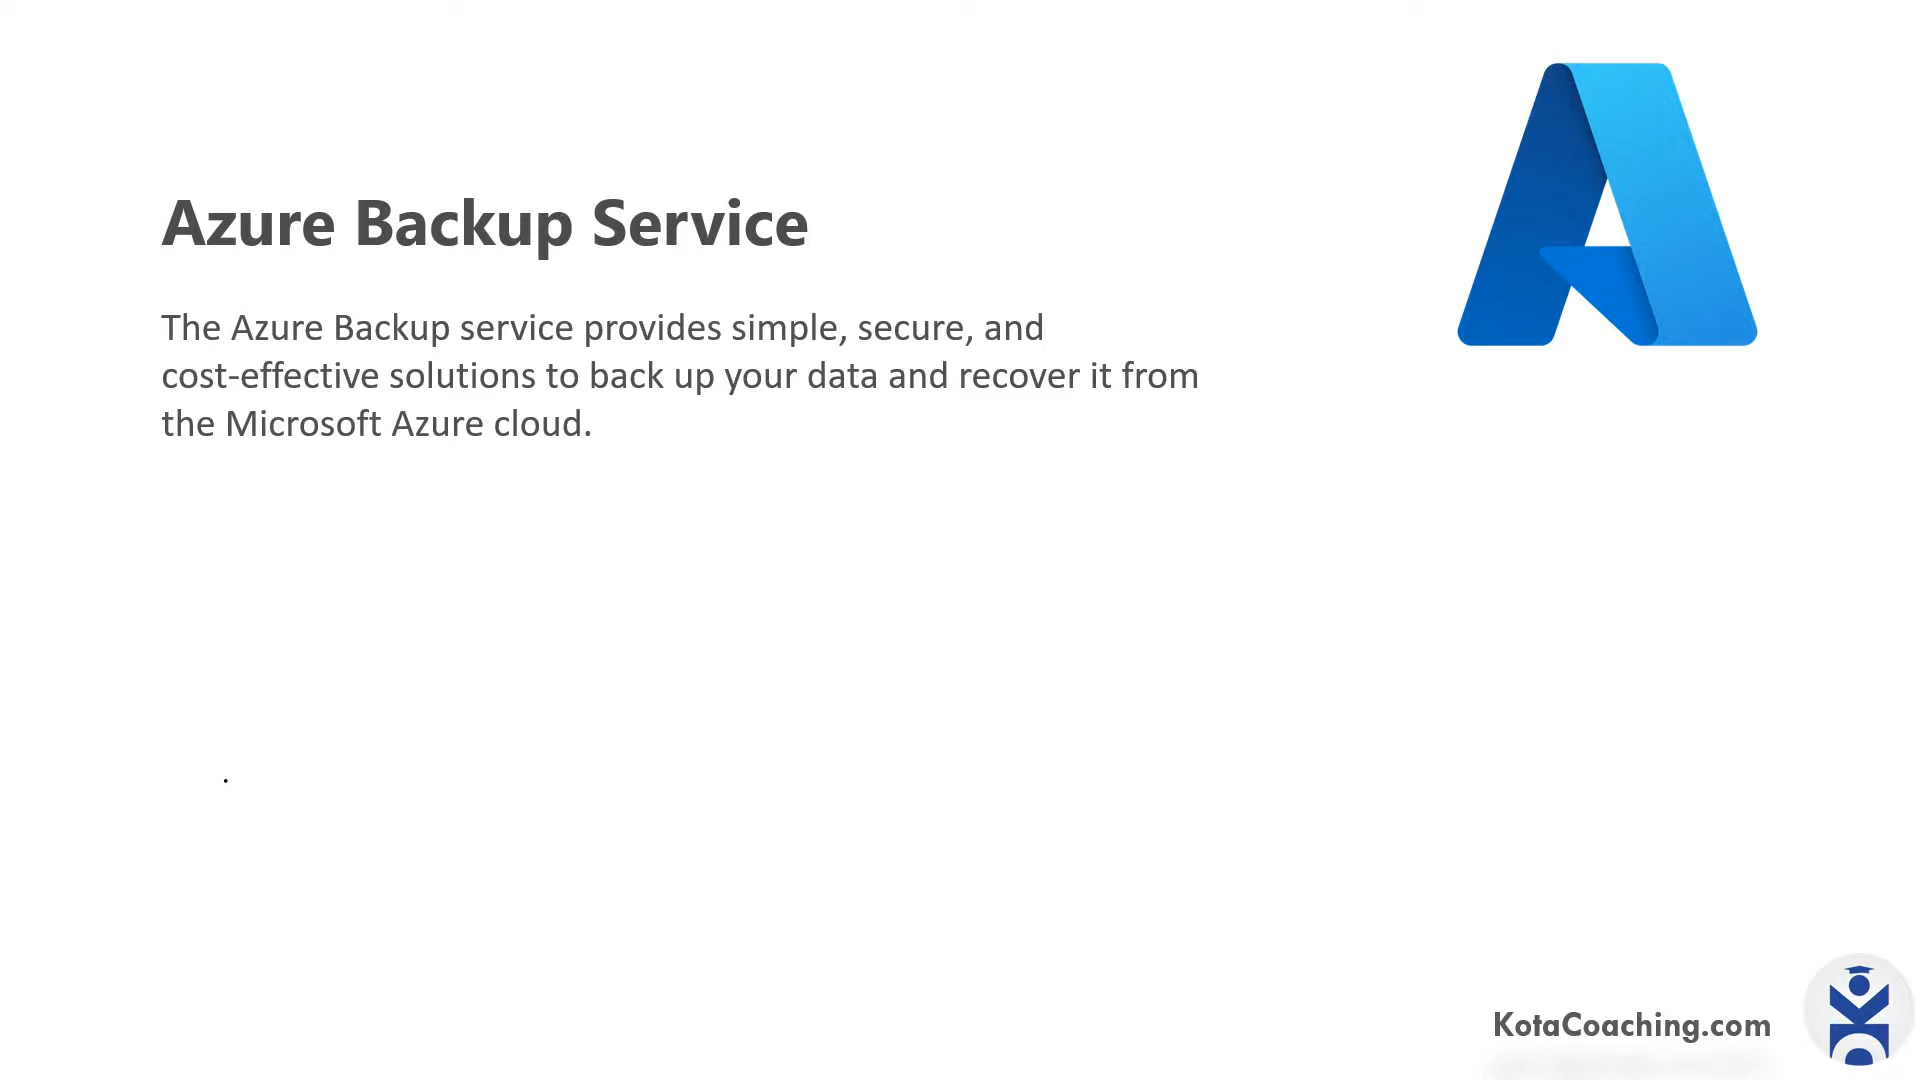 Azure Backup Service
The Azure Backup service provides simple, secure, and
cost-effective solutions to back up your data and recover it from
the Microsoft Azure cloud.
.
KotaCoaching.com